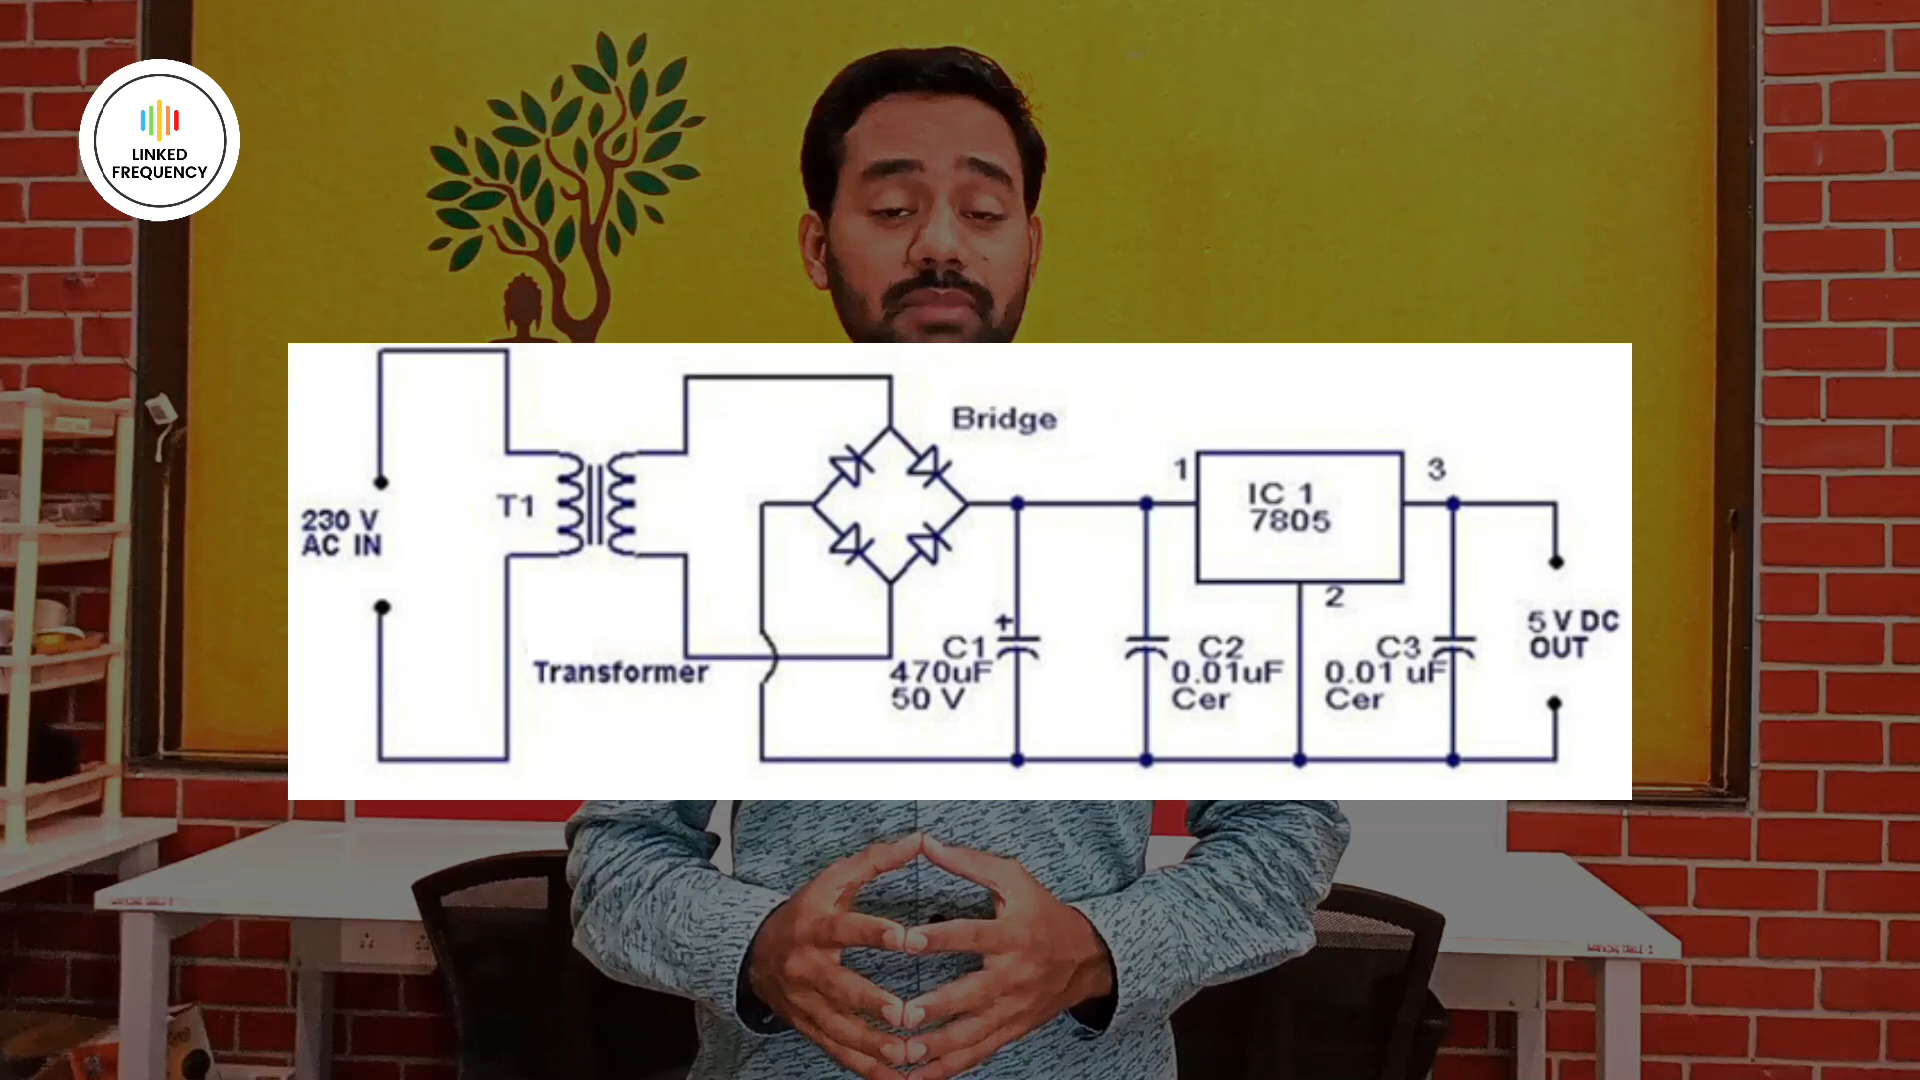 LINKED
FREQUENCY
Bridge
1
3
IC 1
7805
T1
230 V
AC IN
2
5 V DC
OUT
Transformer
C1
470uF
50 V
C2
0.01uF
Cer
C3
0.01 uF
Cer